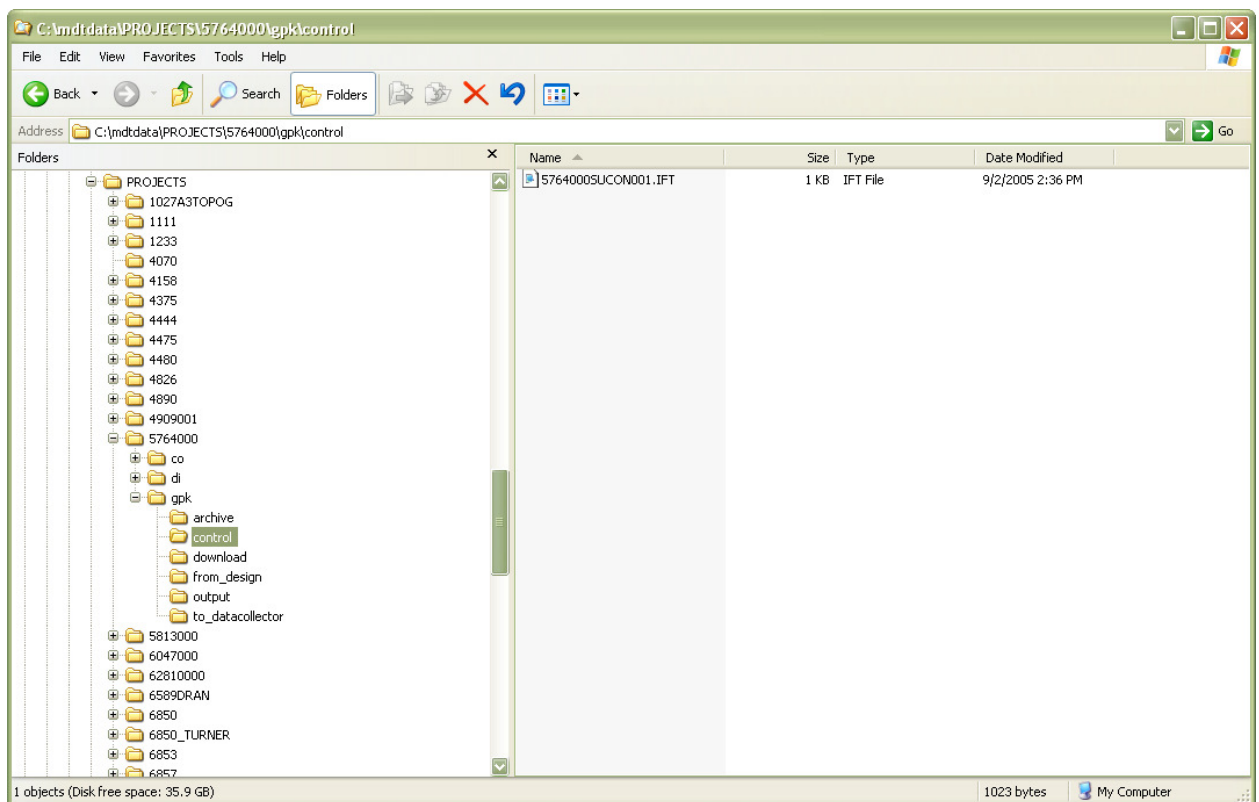 C:\mdtdata\PROJECTS\5764000\gpk\control
File Edit View Favorites Tools Help
Back Search Folders
Address C:\mdtdata\PROJECTS\5764000\gpk\control Go
Folders
PROJECTS
1027A3TOPOG
1111
1233
4070
4158
4375
4444
4475
4480
4826
4890
4909001
5764000
co
di
gpk
archive
control
download
from_design
output
to_datacollector
5813000
6047000
62810000
6589DRAN
6850
6850_TURNER
6853
6857
Name Size Type Date Modified
5764000SUCON001.IFT 1 KB IFT File 9/2/2005 2:36 PM
1 objects (Disk free space: 35.9 GB) 1023 bytes My Computer